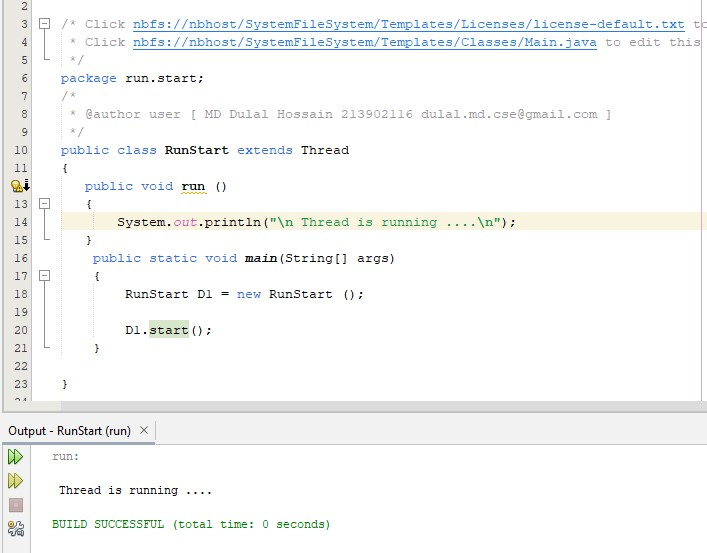 2
3 /* Click nbfs://nbhost/SystemFileSystem/Templates/Licenses/license-default.txt to
4 * Click nbfs://nbhost/SystemFileSystem/Templates/Classes/Main.java to edit this
5 */
6 package run.start;
7 /*
8 * @author user [ MD Dulal Hossain 213902116 dulal.md.cse@gmail.com ]
9 */
10 public class RunStart extends Thread
11 {
public void run ()
13 {
14 System.out.println("\n Thread is running ....\n");
15 }
16 public static void main(String[] args)
17 {
18 RunStart D1 = new RunStart ();
19
20 D1.start();
21 }
22
23 }
24
Output - RunStart (run) ×
run:
Thread is running ....
BUILD SUCCESSFUL (total time: 0 seconds)